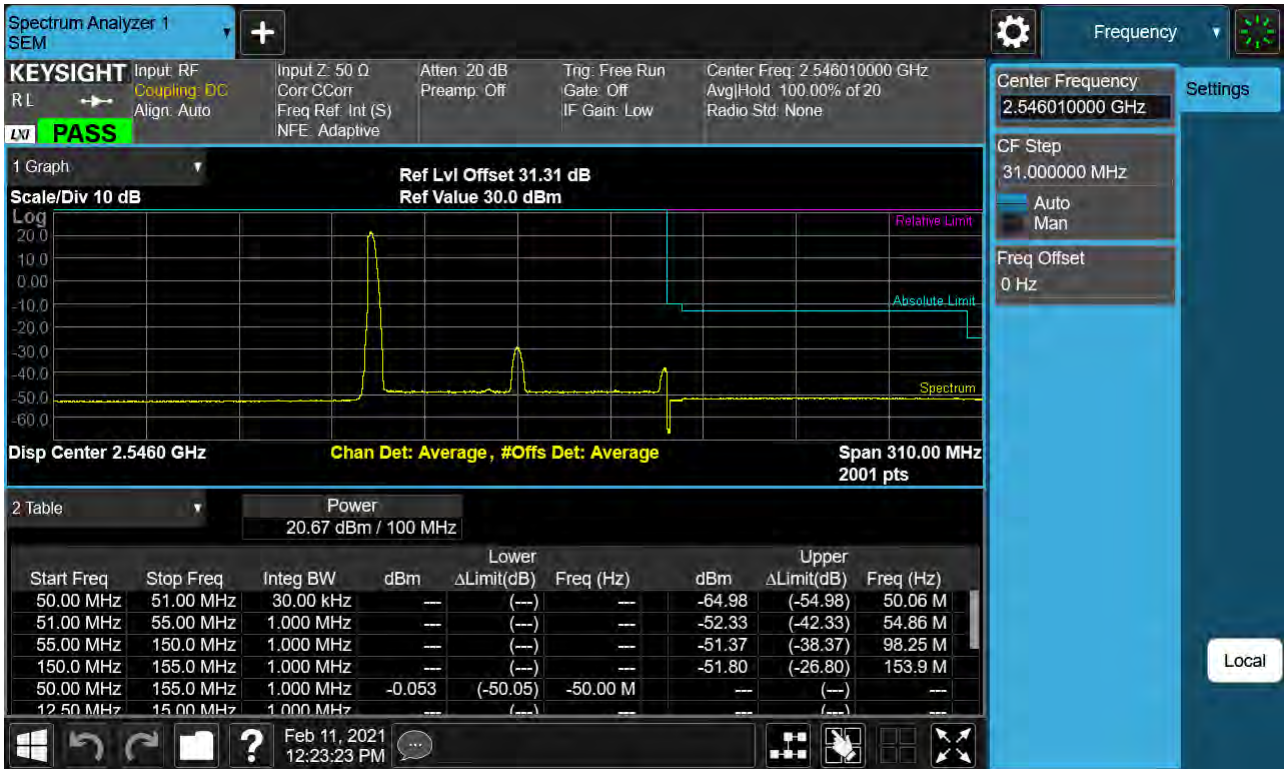 Spectrum Analyzer 1
SEM
+
Frequency
KEYSIGHT
RL
LXI PASS
Input: RF
Coupling: DC
Align: Auto
Input Z: 50 Ω
Corr CCorr
Freq Ref: Int (S)
NFE: Adaptive
Atten: 20 dB
Preamp: Off
Trig: Free Run
Gate: Off
IF Gain: Low
Center Freq: 2.546010000 GHz
Avg|Hold: 100.00% of 20
Radio Std: None
Center Frequency
2.546010000 GHz
Settings
CF Step
31.000000 MHz
Auto
Man
Freq Offset
0 Hz
1 Graph
Scale/Div 10 dB
Ref Lvl Offset 31.31 dB
Ref Value 30.0 dBm
Log
20.0
10.0
0.00
-10.0
-20.0
-30.0
-40.0
-50.0
-60.0
Relative Limit
Absolute Limit
Spectrum
Disp Center 2.5460 GHz
Chan Det: Average, #Offs Det: Average
Span 310.00 MHz
2001 pts
2 Table
Power
20.67 dBm / 100 MHz
Lower Upper
Start Freq Stop Freq Integ BW dBm ΔLimit(dB) Freq (Hz) dBm ΔLimit(dB) Freq (Hz)
50.00 MHz 51.00 MHz 30.00 kHz --- (---) --- -64.98 (-54.98) 50.06 M
51.00 MHz 55.00 MHz 1.000 MHz --- (---) --- -52.33 (-42.33) 54.86 M
55.00 MHz 150.0 MHz 1.000 MHz --- (---) --- -51.37 (-38.37) 98.25 M
150.0 MHz 155.0 MHz 1.000 MHz --- (---) --- -51.80 (-26.80) 153.9 M
50.00 MHz 155.0 MHz 1.000 MHz -0.053 (-50.05) -50.00 M --- (---) ---
12.50 MHz 15.00 MHz 1.000 MHz --- (---) --- --- (---) ---
Local
?
Feb 11, 2021
12:23:23 PM